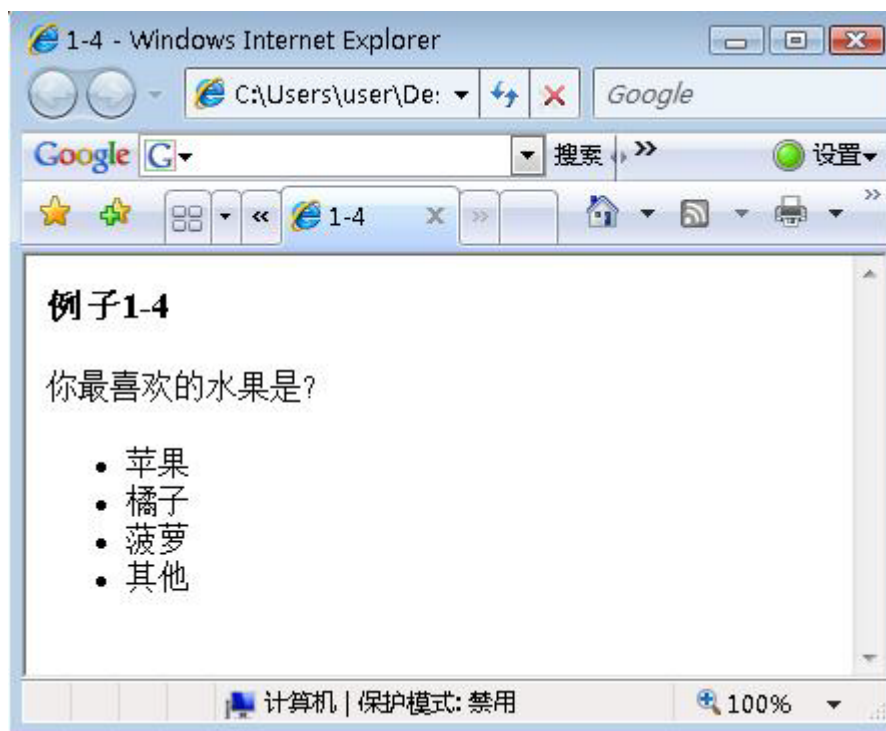 1-4 - Windows Internet Explorer
C:\Users\user\De:
Google
Google G 搜索 » 设置
« 1-4 »
例子1-4
你最喜欢的水果是?
苹果
橘子
菠萝
其他
计算机 | 保护模式: 禁用 100%